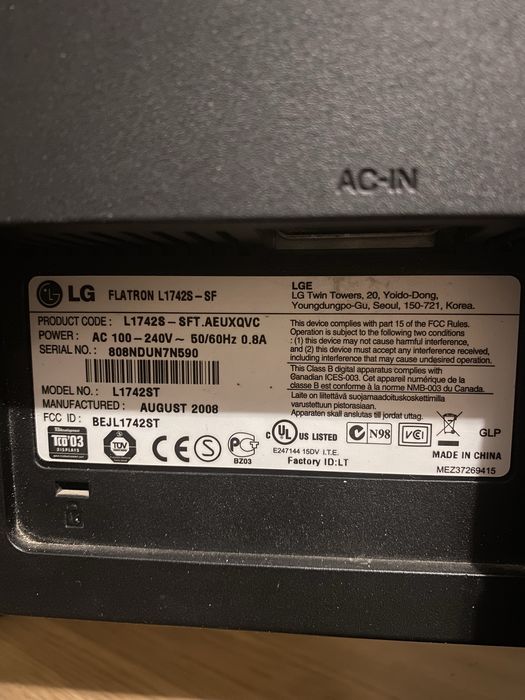 AC-IN
LG FLATRON L1742S-SF
PRODUCT CODE : L1742S-SFT.AEUXQVC
POWER : AC 100-240V~ 50/60Hz 0.8A
SERIAL NO. : 808NDUN7N590
MODEL NO. : L1742ST
MANUFACTURED : AUGUST 2008
FCC ID : BEJL1742ST
LGE
LG Twin Towers, 20, Yoido-Dong,
Youngdungpo-Gu, Seoul, 150-721, Korea.
This device complies with part 15 of the FCC Rules.
Operation is subject to the following two conditions
: (1) this device may not cause harmful interference,
and (2) this device must accept any interference received,
including interference that may cause undesired operation.
This Class B digital apparatus complies with
Canadian ICES-003. Cet appareil numérique de la
classe B est conforme à la norme NMB-003 du Canada.
Laite on liitettävä suojamaadoituskoskettimilla
varustettuun pistorasiaan.
Apparaten skall anslutas till jordat uttag.
TCO'03
DISPLAYS
TÜV
CE
S
PC
BZ03
C UL US LISTED
E247144 15DV I.T.E.
Factory ID:LT
N98
VCI
GLP
MADE IN CHINA
MEZ37269415